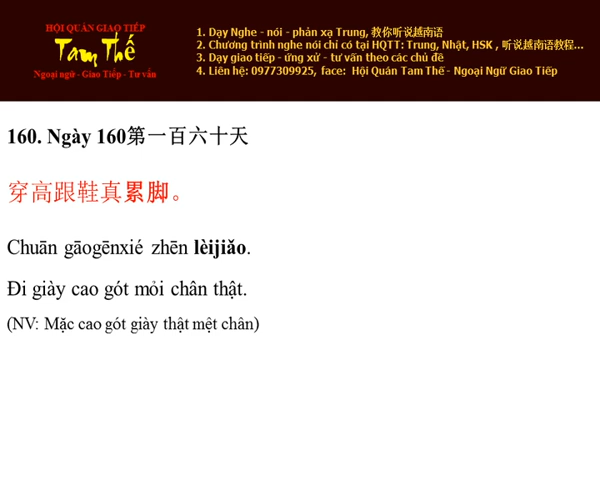 HỘI QUÁN GIAO TIẾP
Tam Thế
Ngoại ngữ - Giao Tiếp - Tư vấn
1. Dạy Nghe - nói - phản xạ Trung, 教你听说越南语
2. Chương trình nghe nói chỉ có tại HQTT: Trung, Nhật, HSK , 听说越南语教程...
3. Dạy giao tiếp - ứng xử - tư vấn theo các chủ đề
4. Liên hệ: 0977309925, face: Hội Quán Tam Thế - Ngoại Ngữ Giao Tiếp
160. Ngày 160第一百六十天
穿高跟鞋真累脚。
Chuān gāogēnxié zhēn lèijiǎo.
Đi giày cao gót mỏi chân thật.
(NV: Mặc cao gót giày thật mệt chân)